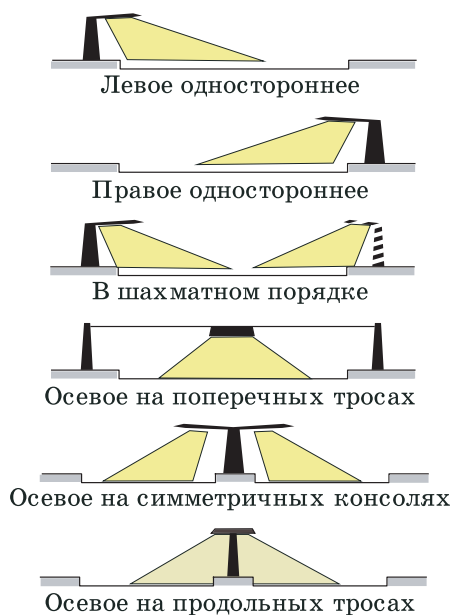 Левое одностороннее
Правое одностороннее
В шахматном порядке
Осевое на поперечных тросах
Осевое на симметричных консолях
Осевое на продольных тросах